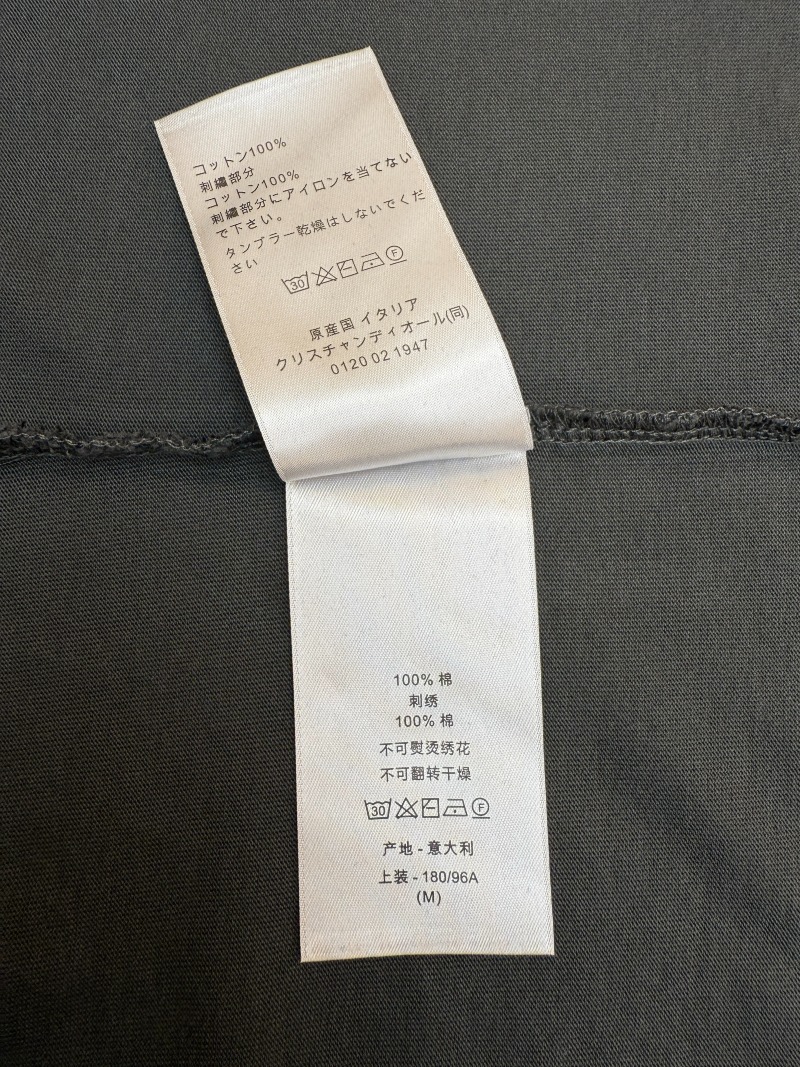 コットン100%
刺繍部分
コットン100%
刺繍部分にアイロンを当てない
で下さい。
タンブラー乾燥はしないでくだ
さい
30 F
原産国 イタリア
クリスチャンディオール(同)
0120 02 1947
100% 棉
刺绣
100% 棉
不可熨烫绣花
不可翻转干燥
30 F
产地 - 意大利
上装 - 180/96A
(M)